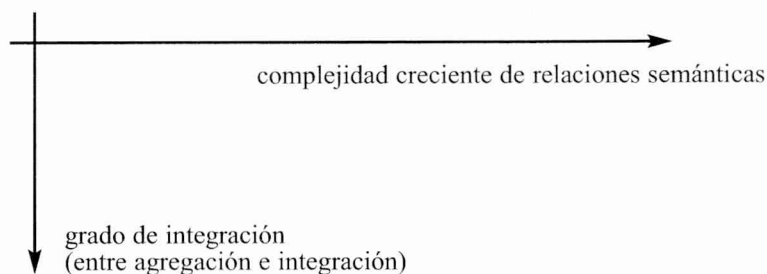 complejidad creciente de relaciones semánticas
grado de integración
(entre agregación e integración)